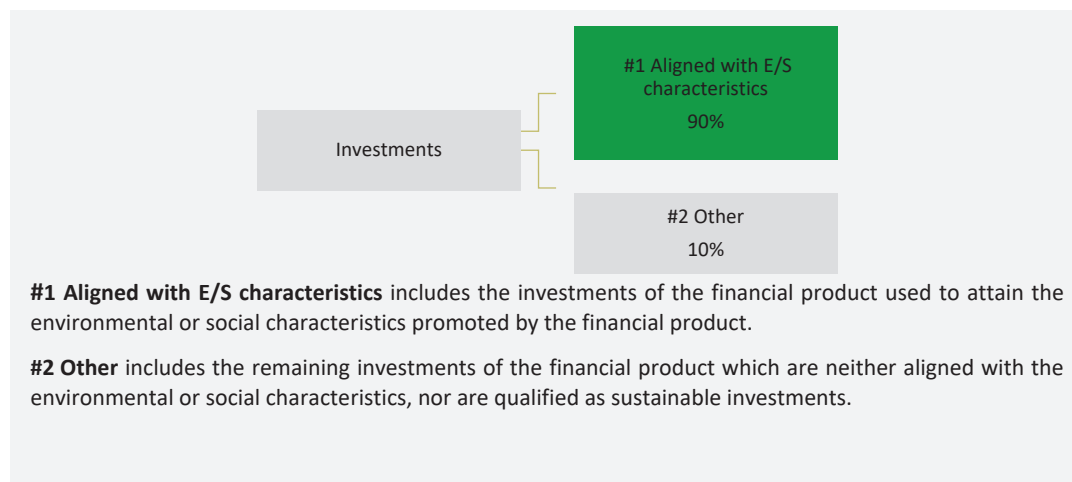 #1 Aligned with E/S
characteristics
90%
Investments
#2 Other
10%
#1 Aligned with E/S characteristics includes the investments of the financial product used to attain the
environmental or social characteristics promoted by the financial product.
#2 Other includes the remaining investments of the financial product which are neither aligned with the
environmental or social characteristics, nor are qualified as sustainable investments.